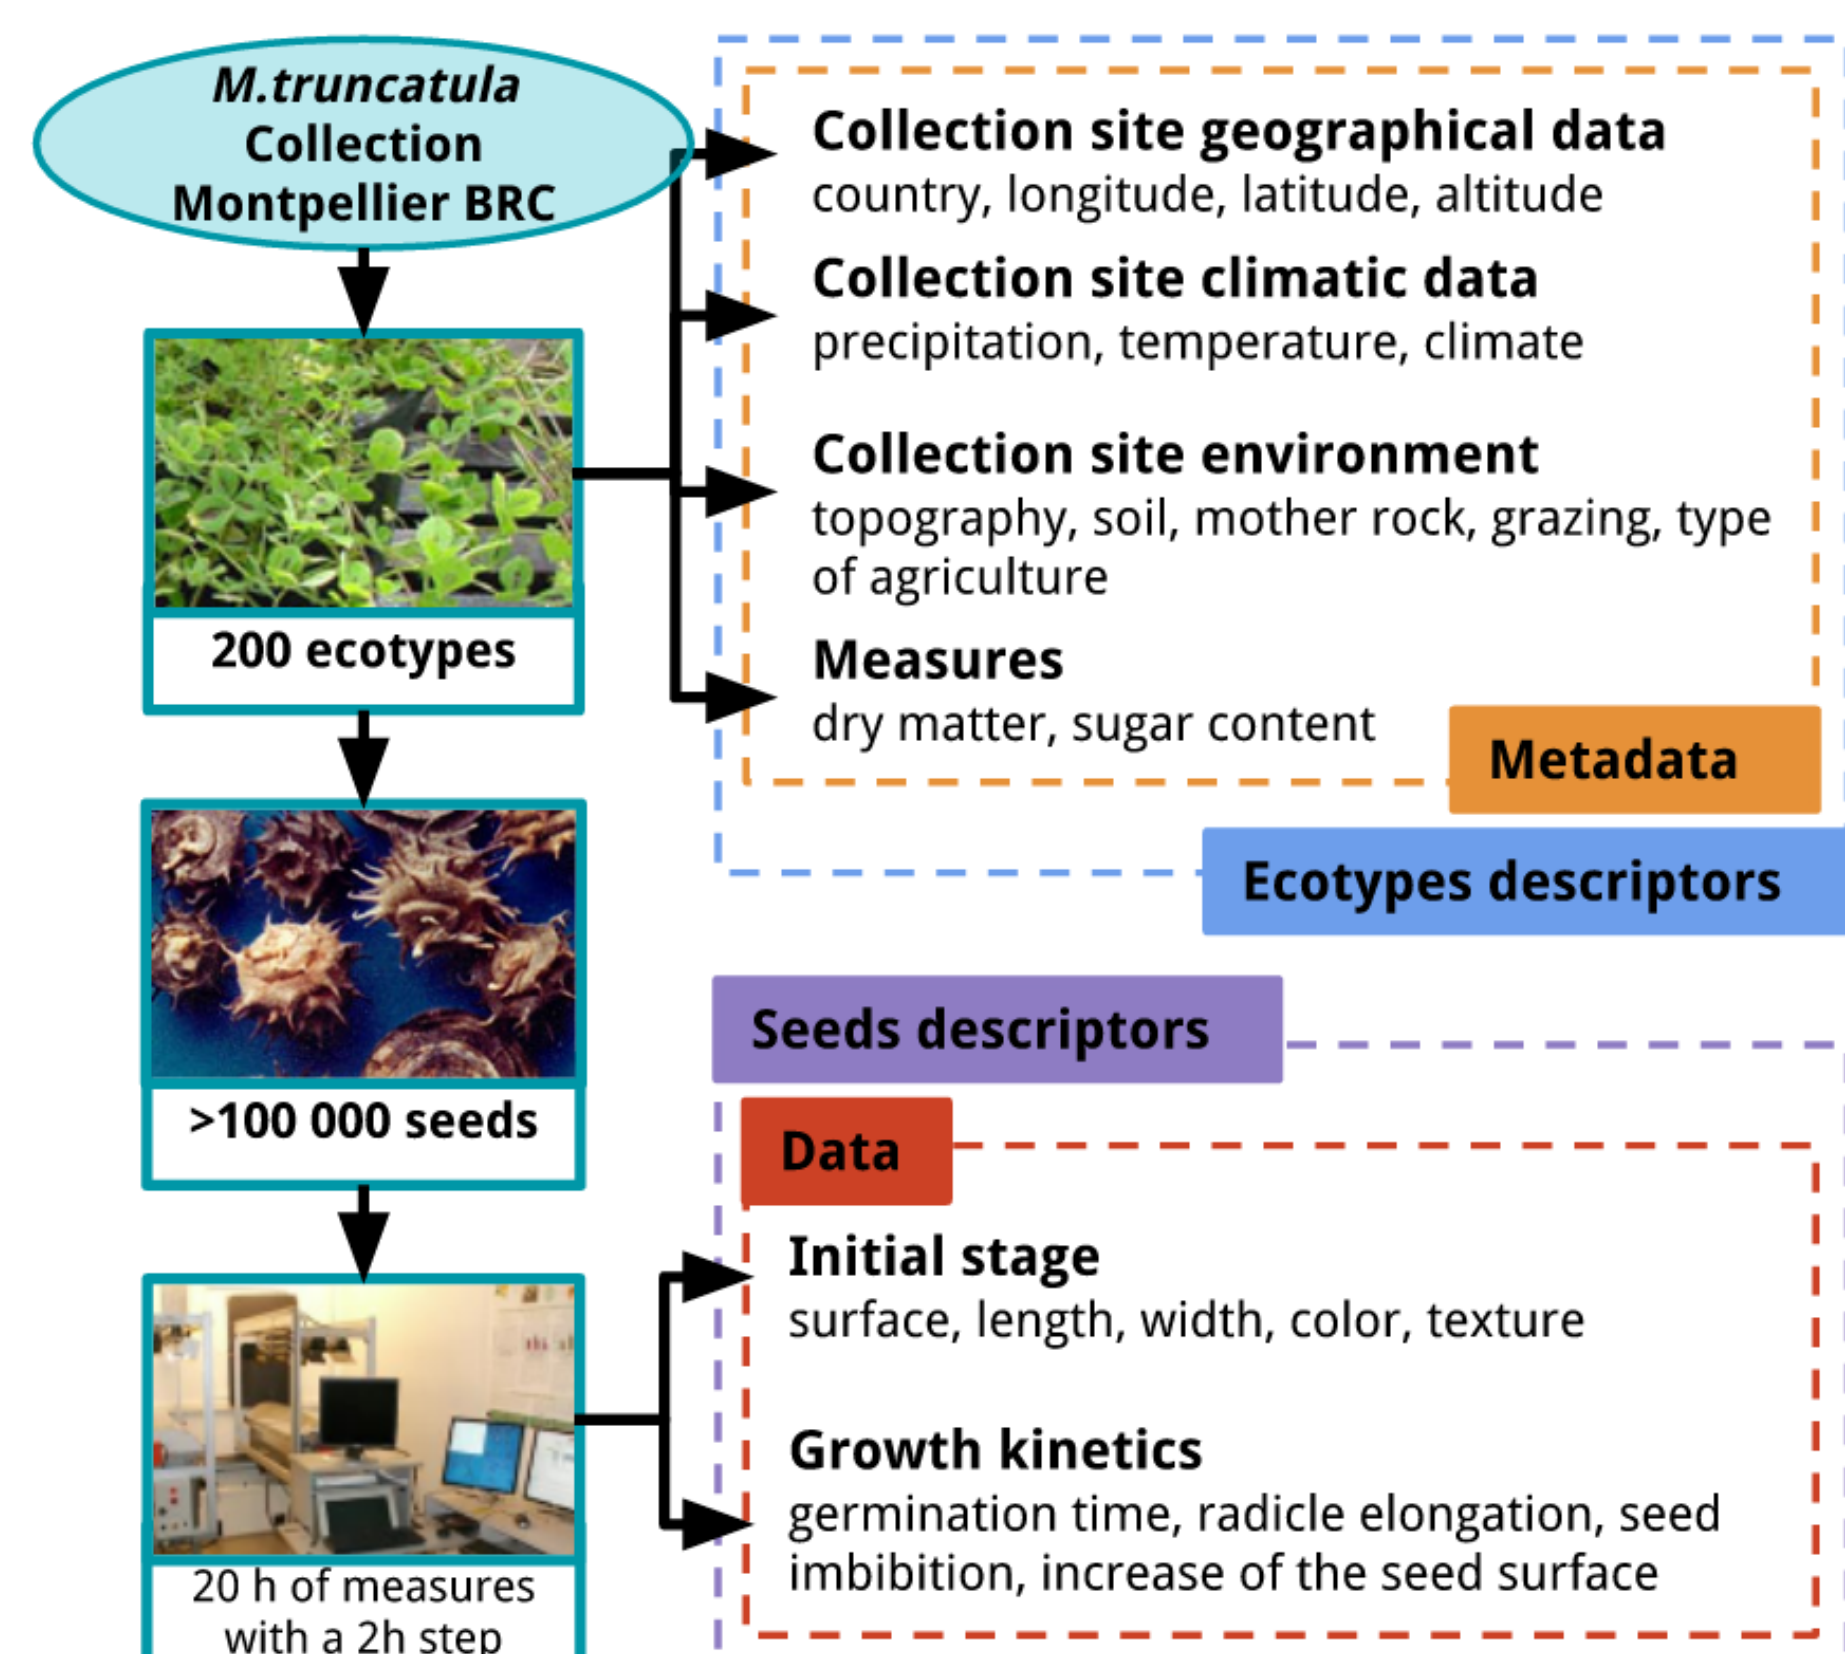 M.truncatula
Collection
Montpellier BRC
Collection site geographical data
country, longitude, latitude, altitude
Collection site climatic data
precipitation, temperature, climate
Collection site environment
topography, soil, mother rock, grazing, type
of agriculture
Measures
dry matter, sugar content
Metadata
Ecotypes descriptors
200 ecotypes
>100 000 seeds
Seeds descriptors
Data
Initial stage
surface, length, width, color, texture
Growth kinetics
germination time, radicle elongation, seed
imbibition, increase of the seed surface
20 h of measures
with a 2h step